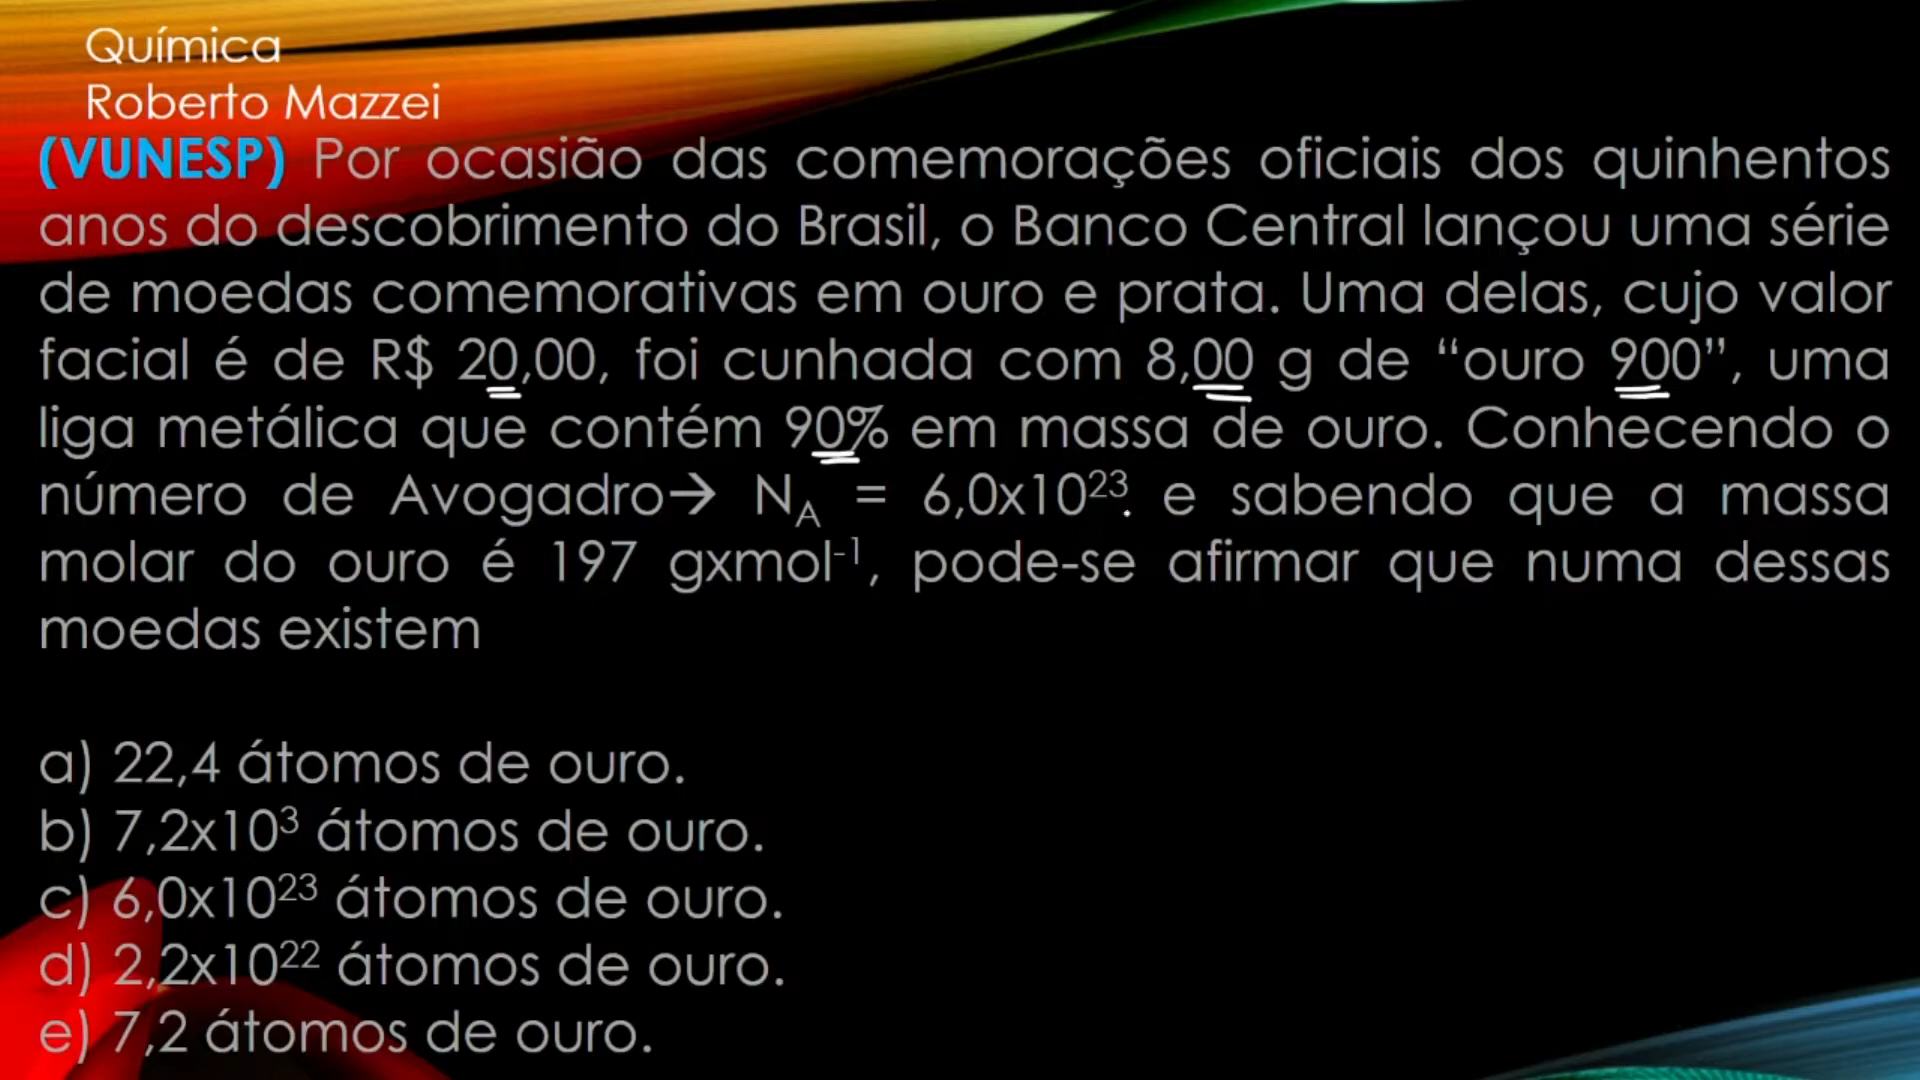 Química
Roberto Mazzei
(VUNESP) Por ocasião das comemorações oficiais dos quinhentos
anos do descobrimento do Brasil, o Banco Central lançou uma série
de moedas comemorativas em ouro e prata. Uma delas, cujo valor
facial é de R$ 20,00, foi cunhada com 8,00 g de “ouro 900”, uma
liga metálica que contém 90% em massa de ouro. Conhecendo o
número de Avogadro→ N_A = 6,0x10²³. e sabendo que a massa
molar do ouro é 197 gxmol⁻¹, pode-se afirmar que numa dessas
moedas existem
a) 22,4 átomos de ouro.
b) 7,2x10³ átomos de ouro.
c) 6,0x10²³ átomos de ouro.
d) 2,2x10²² átomos de ouro.
e) 7,2 átomos de ouro.